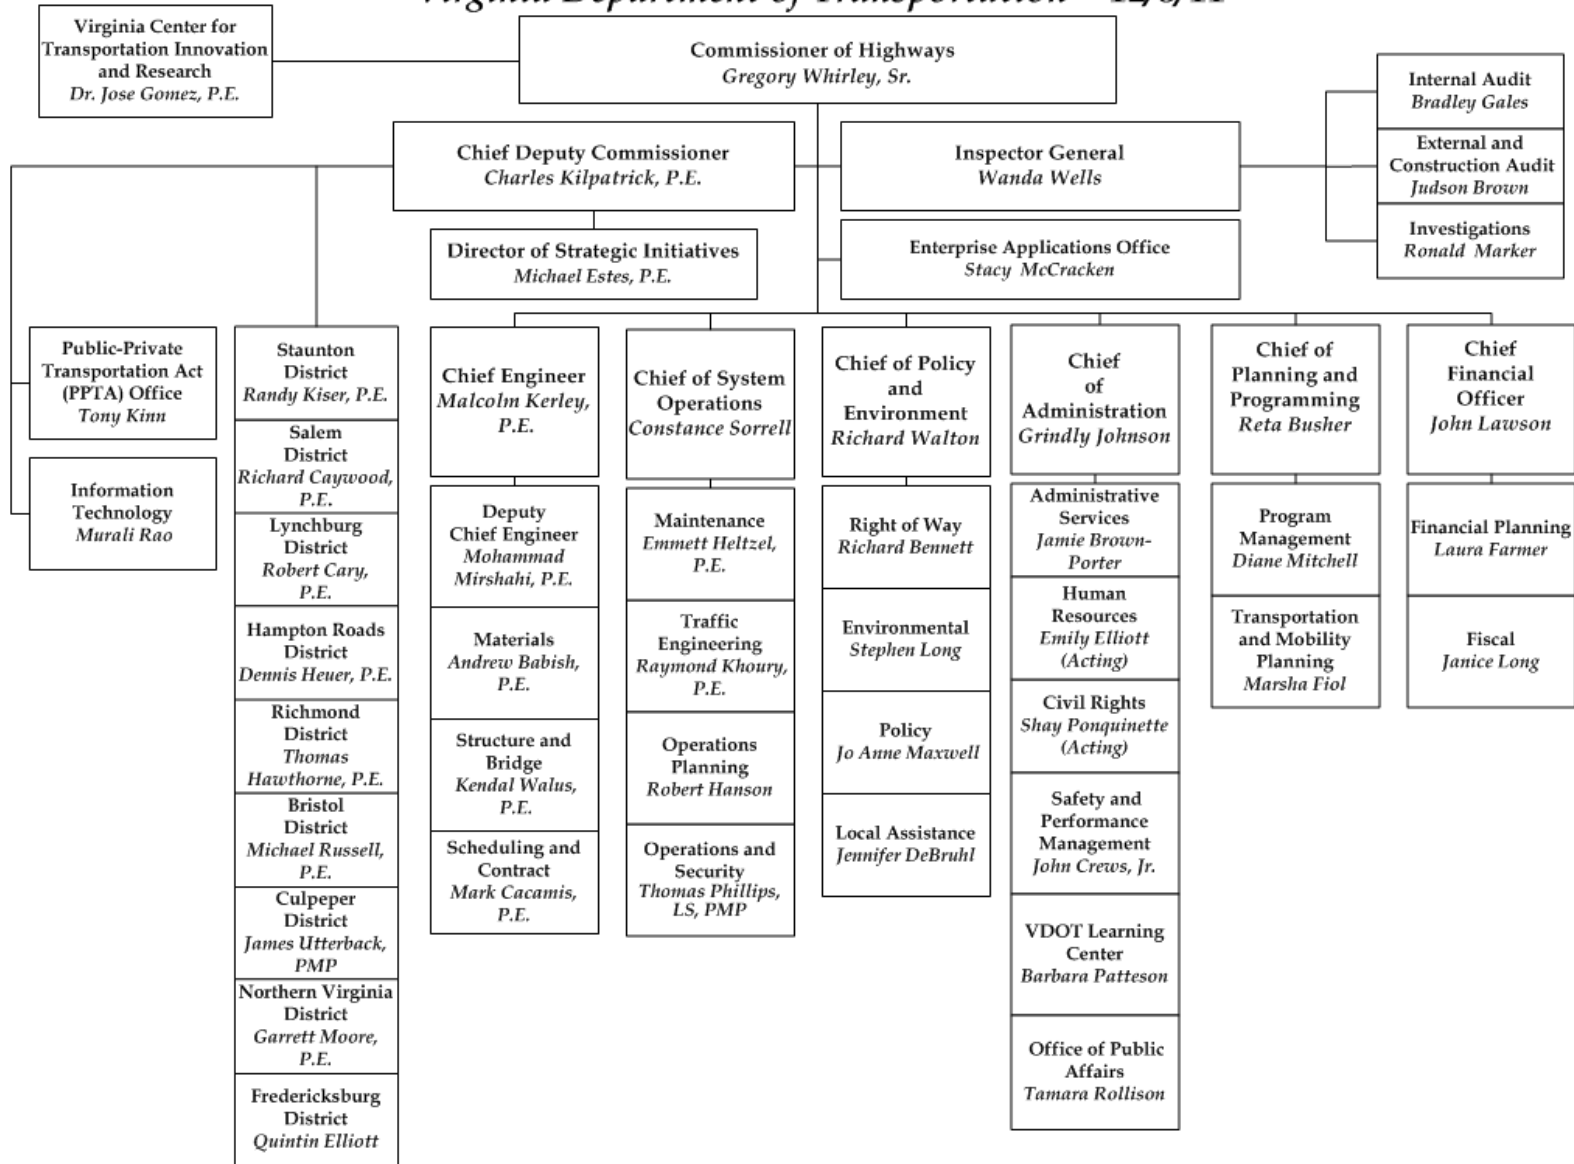 Virginia Department of Transportation
Virginia Center for
Transportation Innovation
and Research
Dr. Jose Gomez, P.E.
Commissioner of Highways
Gregory Whirley, Sr.
Chief Deputy Commissioner
Charles Kilpatrick, P.E.
Inspector General
Wanda Wells
Internal Audit
Bradley Gales
External and
Construction Audit
Judson Brown
Investigations
Ronald Marker
Director of Strategic Initiatives
Michael Estes, P.E.
Enterprise Applications Office
Stacy McCracken
Public-Private
Transportation Act
(PPTA) Office
Tony Kinn
Information
Technology
Murali Rao
Staunton
District
Randy Kiser, P.E.
Salem
District
Richard Caywood,
P.E.
Lynchburg
District
Robert Cary,
P.E.
Hampton Roads
District
Dennis Heuer, P.E.
Richmond
District
Thomas
Hawthorne, P.E.
Bristol
District
Michael Russell,
P.E.
Culpeper
District
James Utterback,
PMP
Northern Virginia
District
Garrett Moore,
P.E.
Fredericksburg
District
Quintin Elliott
Chief Engineer
Malcolm Kerley,
P.E.
Deputy
Chief Engineer
Mohammad
Mirshahi, P.E.
Materials
Andrew Babish,
P.E.
Structure and
Bridge
Kendal Walus,
P.E.
Scheduling and
Contract
Mark Cacamis,
P.E.
Chief of System
Operations
Constance Sorrell
Maintenance
Emmett Heltzel,
P.E.
Traffic
Engineering
Raymond Khoury,
P.E.
Operations
Planning
Robert Hanson
Operations and
Security
Thomas Phillips,
LS, PMP
Chief of Policy
and
Environment
Richard Walton
Right of Way
Richard Bennett
Environmental
Stephen Long
Policy
Jo Anne Maxwell
Local Assistance
Jennifer DeBruhl
Chief
of
Administration
Grindly Johnson
Administrative
Services
Jamie Brown-
Porter
Human
Resources
Emily Elliott
(Acting)
Civil Rights
Shay Ponquinette
(Acting)
Safety and
Performance
Management
John Crews, Jr.
VDOT Learning
Center
Barbara Patteson
Office of Public
Affairs
Tamara Rollison
Chief of
Planning and
Programming
Reta Busher
Program
Management
Diane Mitchell
Transportation
and Mobility
Planning
Marsha Fiol
Chief
Financial
Officer
John Lawson
Financial Planning
Laura Farmer
Fiscal
Janice Long